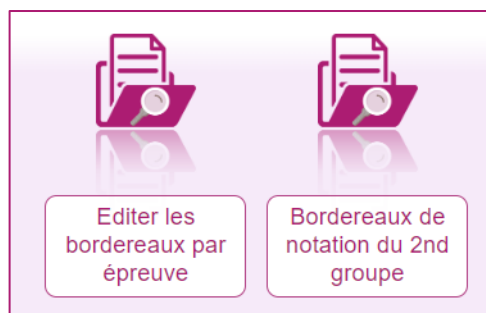 Editer les
bordereaux par
épreuve
Bordereaux de
notation du 2nd
groupe